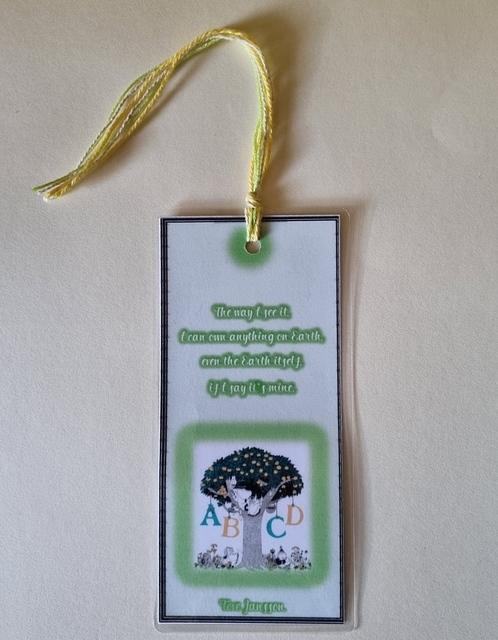 The way I see it,
I can own anything on Earth,
even the Earth itself,
if I say it's mine.
A B C D
Tove Jansson.